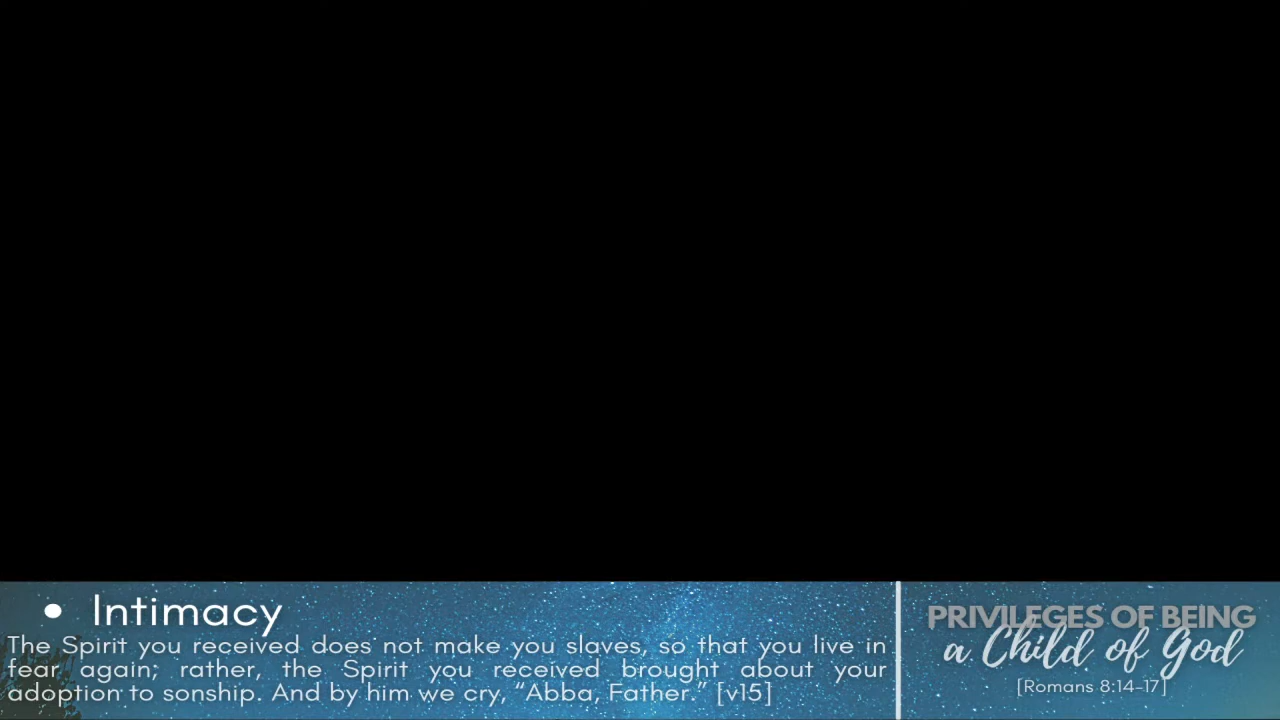 • Intimacy
The Spirit you received does not make you slaves, so that you live in
fear again; rather, the Spirit you received brought about your
adoption to sonship. And by him we cry, “Abba, Father.” [v15]
PRIVILEGES OF BEING
a Child of God
[Romans 8:14-17]